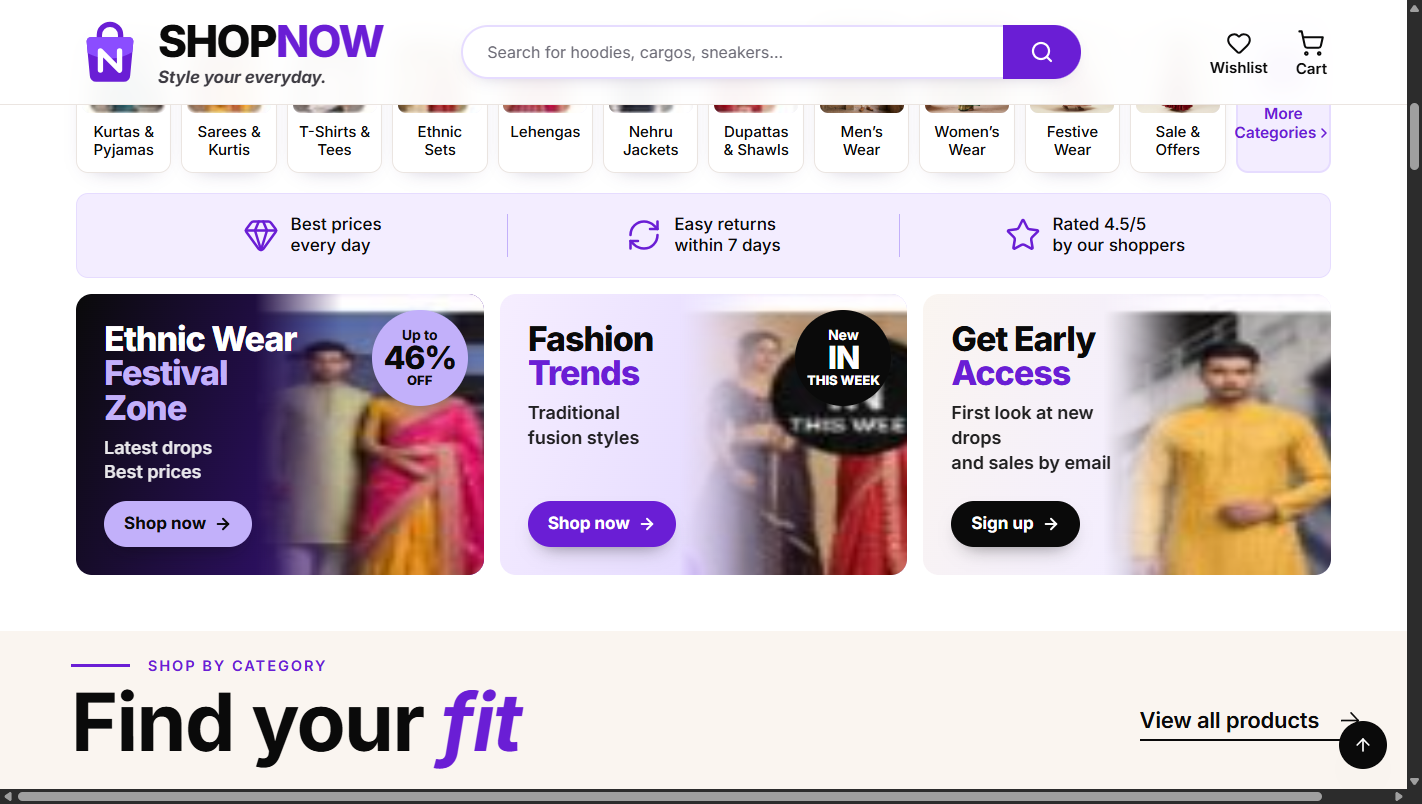 N
SHOPNOW
Style your everyday.
Search for hoodies, cargos, sneakers...
Wishlist
Cart
Kurtas &
Pyjamas
Sarees &
Kurtis
T-Shirts &
Tees
Ethnic
Sets
Lehengas
Nehru
Jackets
Dupattas
& Shawls
Men’s
Wear
Women’s
Wear
Festive
Wear
Sale &
Offers
More
Categories
Best prices
every day
Easy returns
within 7 days
Rated 4.5/5
by our shoppers
Ethnic Wear
Festival
Zone
Latest drops
Best prices
Shop now
Up to
46%
OFF
Fashion
Trends
Traditional
fusion styles
Shop now
New
IN
THIS WEEK
IN
THIS WEE
Get Early
Access
First look at new
drops
and sales by email
Sign up
SHOP BY CATEGORY
Find your fit
View all products